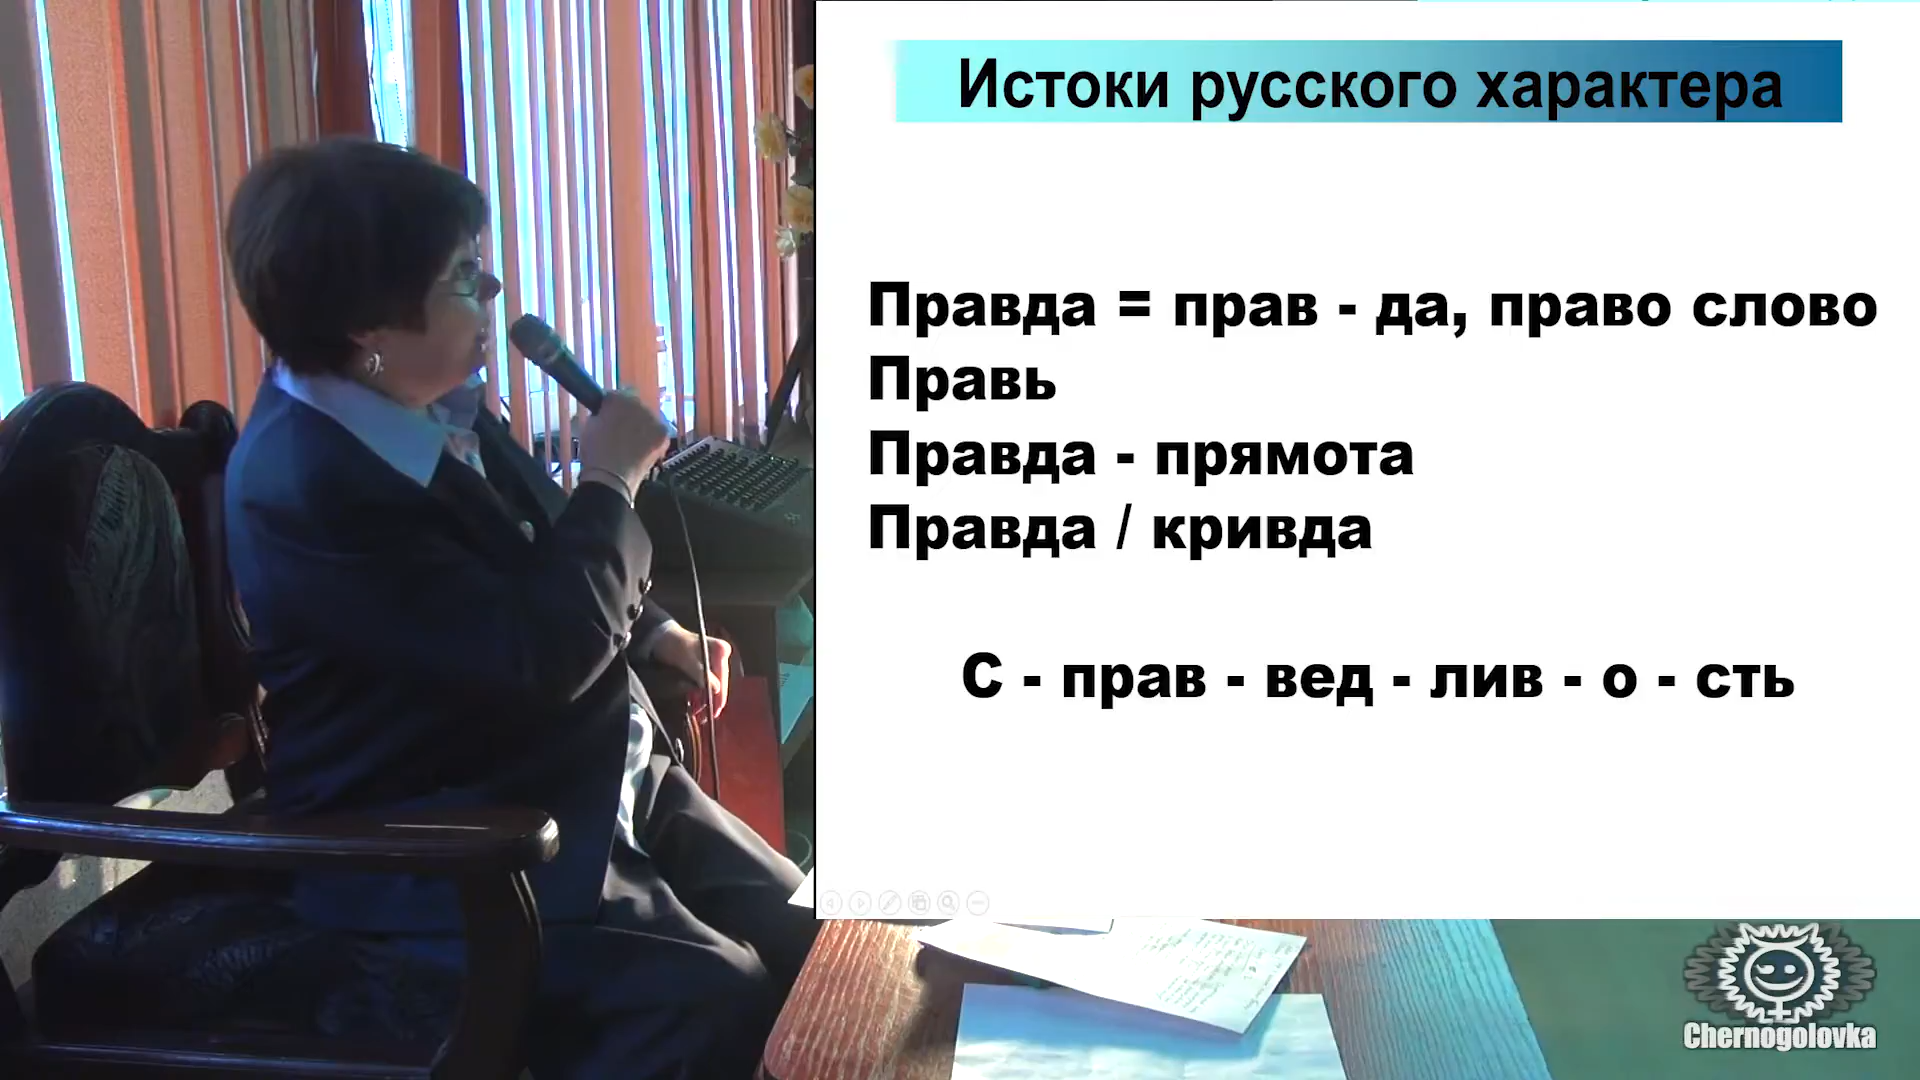 Истоки русского характера
Правда = прав - да, право слово
Правь
Правда - прямота
Правда / кривда
С - прав - вед - лив - о - сть
Chernogolovka